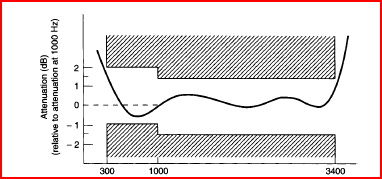 Attenuation (dB)
(relative to attenuation at 1000 Hz)
2
1
0
– 1
– 2
300 1000 3400